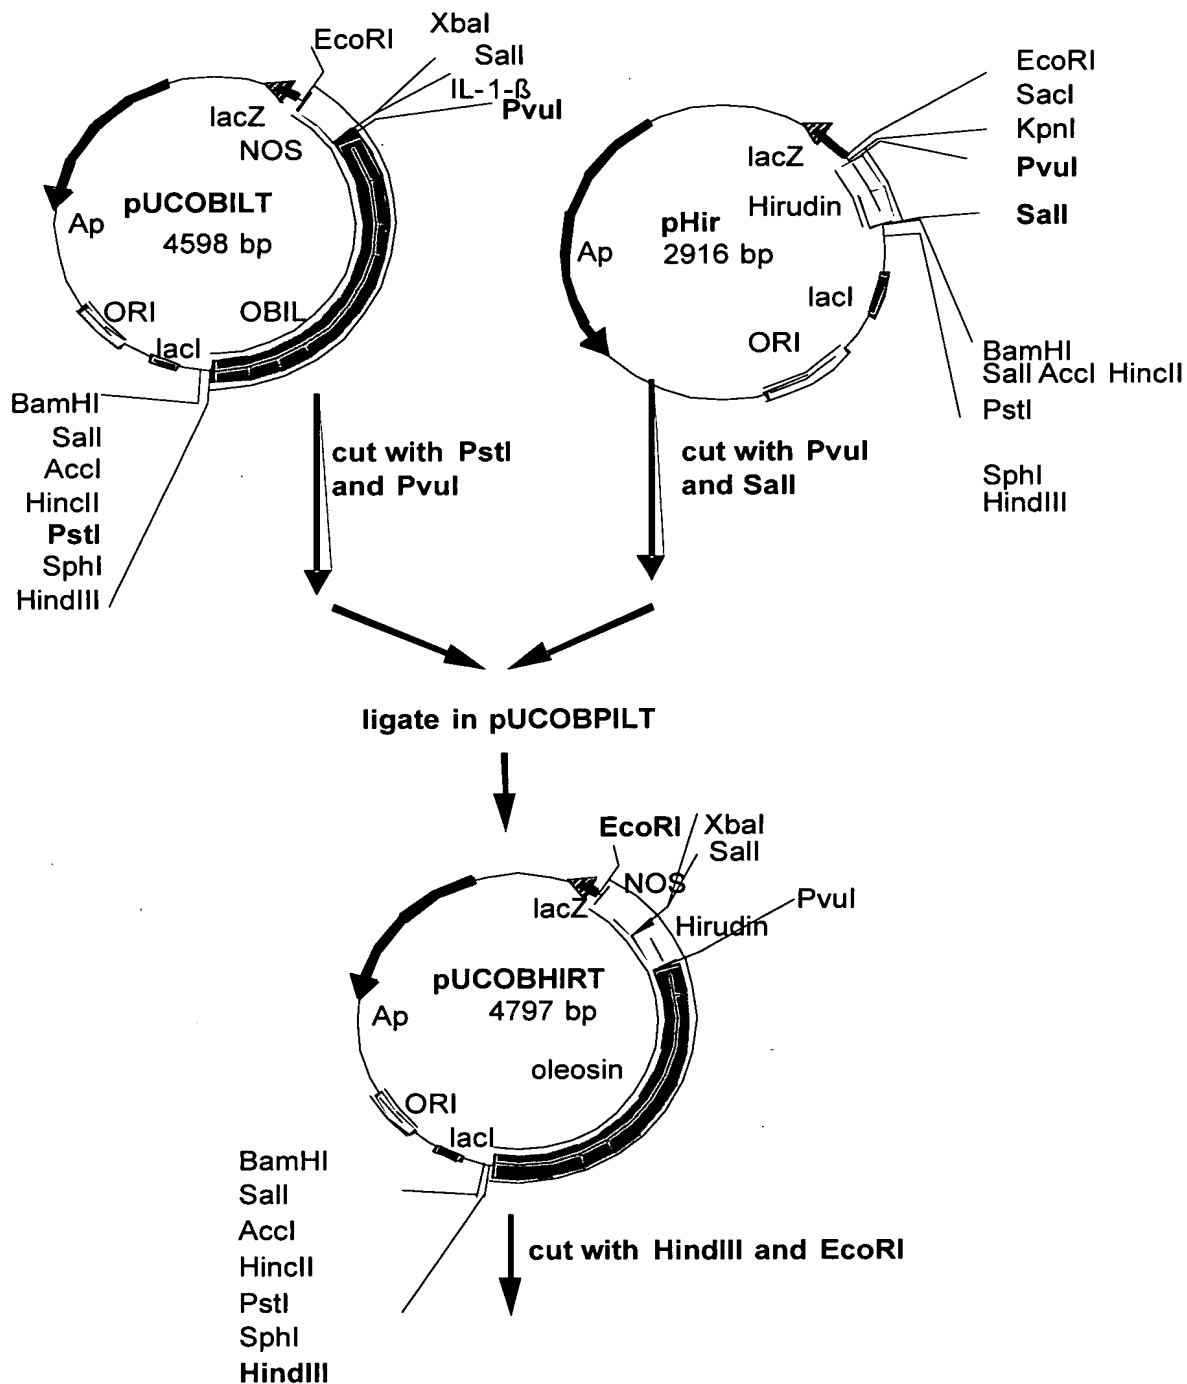 XbaI
EcoRI
SalI
IL-1-ß
PvuI
lacZ
NOS
pUCOBILT
4598 bp
Ap
ORI
OBIL
lacI
BamHI
SalI
AccI
HincII
PstI
SphI
HindIII
EcoRI
SacI
KpnI
PvuI
SalI
lacZ
Hirudin
pHir
2916 bp
Ap
lacI
ORI
BamHI
SalI AccI HincII
PstI
SphI
HindIII
cut with PstI
and PvuI
cut with PvuI
and SalI
ligate in pUCOBPILT
EcoRI
XbaI
SalI
NOS
lacZ
PvuI
Hirudin
pUCOBHIRT
4797 bp
Ap
oleosin
ORI
lacI
BamHI
SalI
AccI
HincII
PstI
SphI
HindIII
cut with HindIII and EcoRI